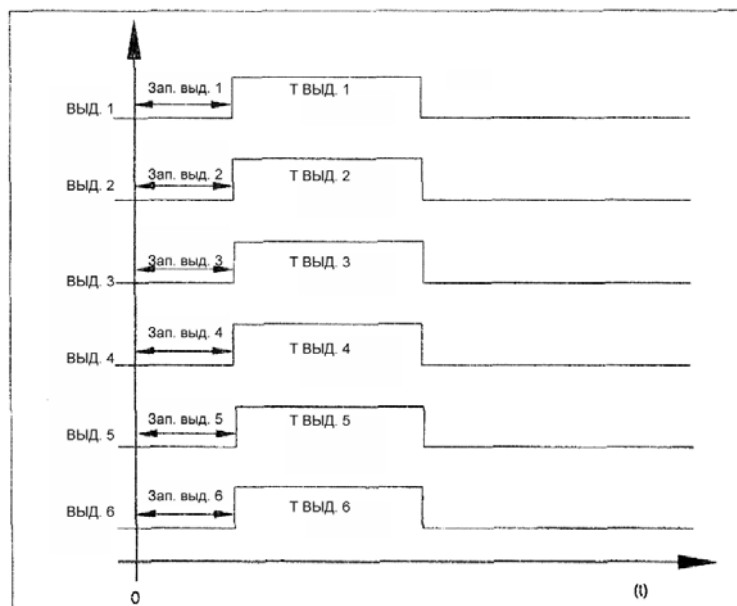 Зап. выд. 1
Т ВЫД. 1
ВЫД. 1
Зап. выд. 2
Т ВЫД. 2
ВЫД. 2
Зап. выд. 3
Т ВЫД. 3
ВЫД. 3
Зап. выд. 4
Т ВЫД. 4
ВЫД. 4
Зап. выд. 5
Т ВЫД. 5
ВЫД. 5
Зап. выд. 6
Т ВЫД. 6
ВЫД. 6
0
(t)